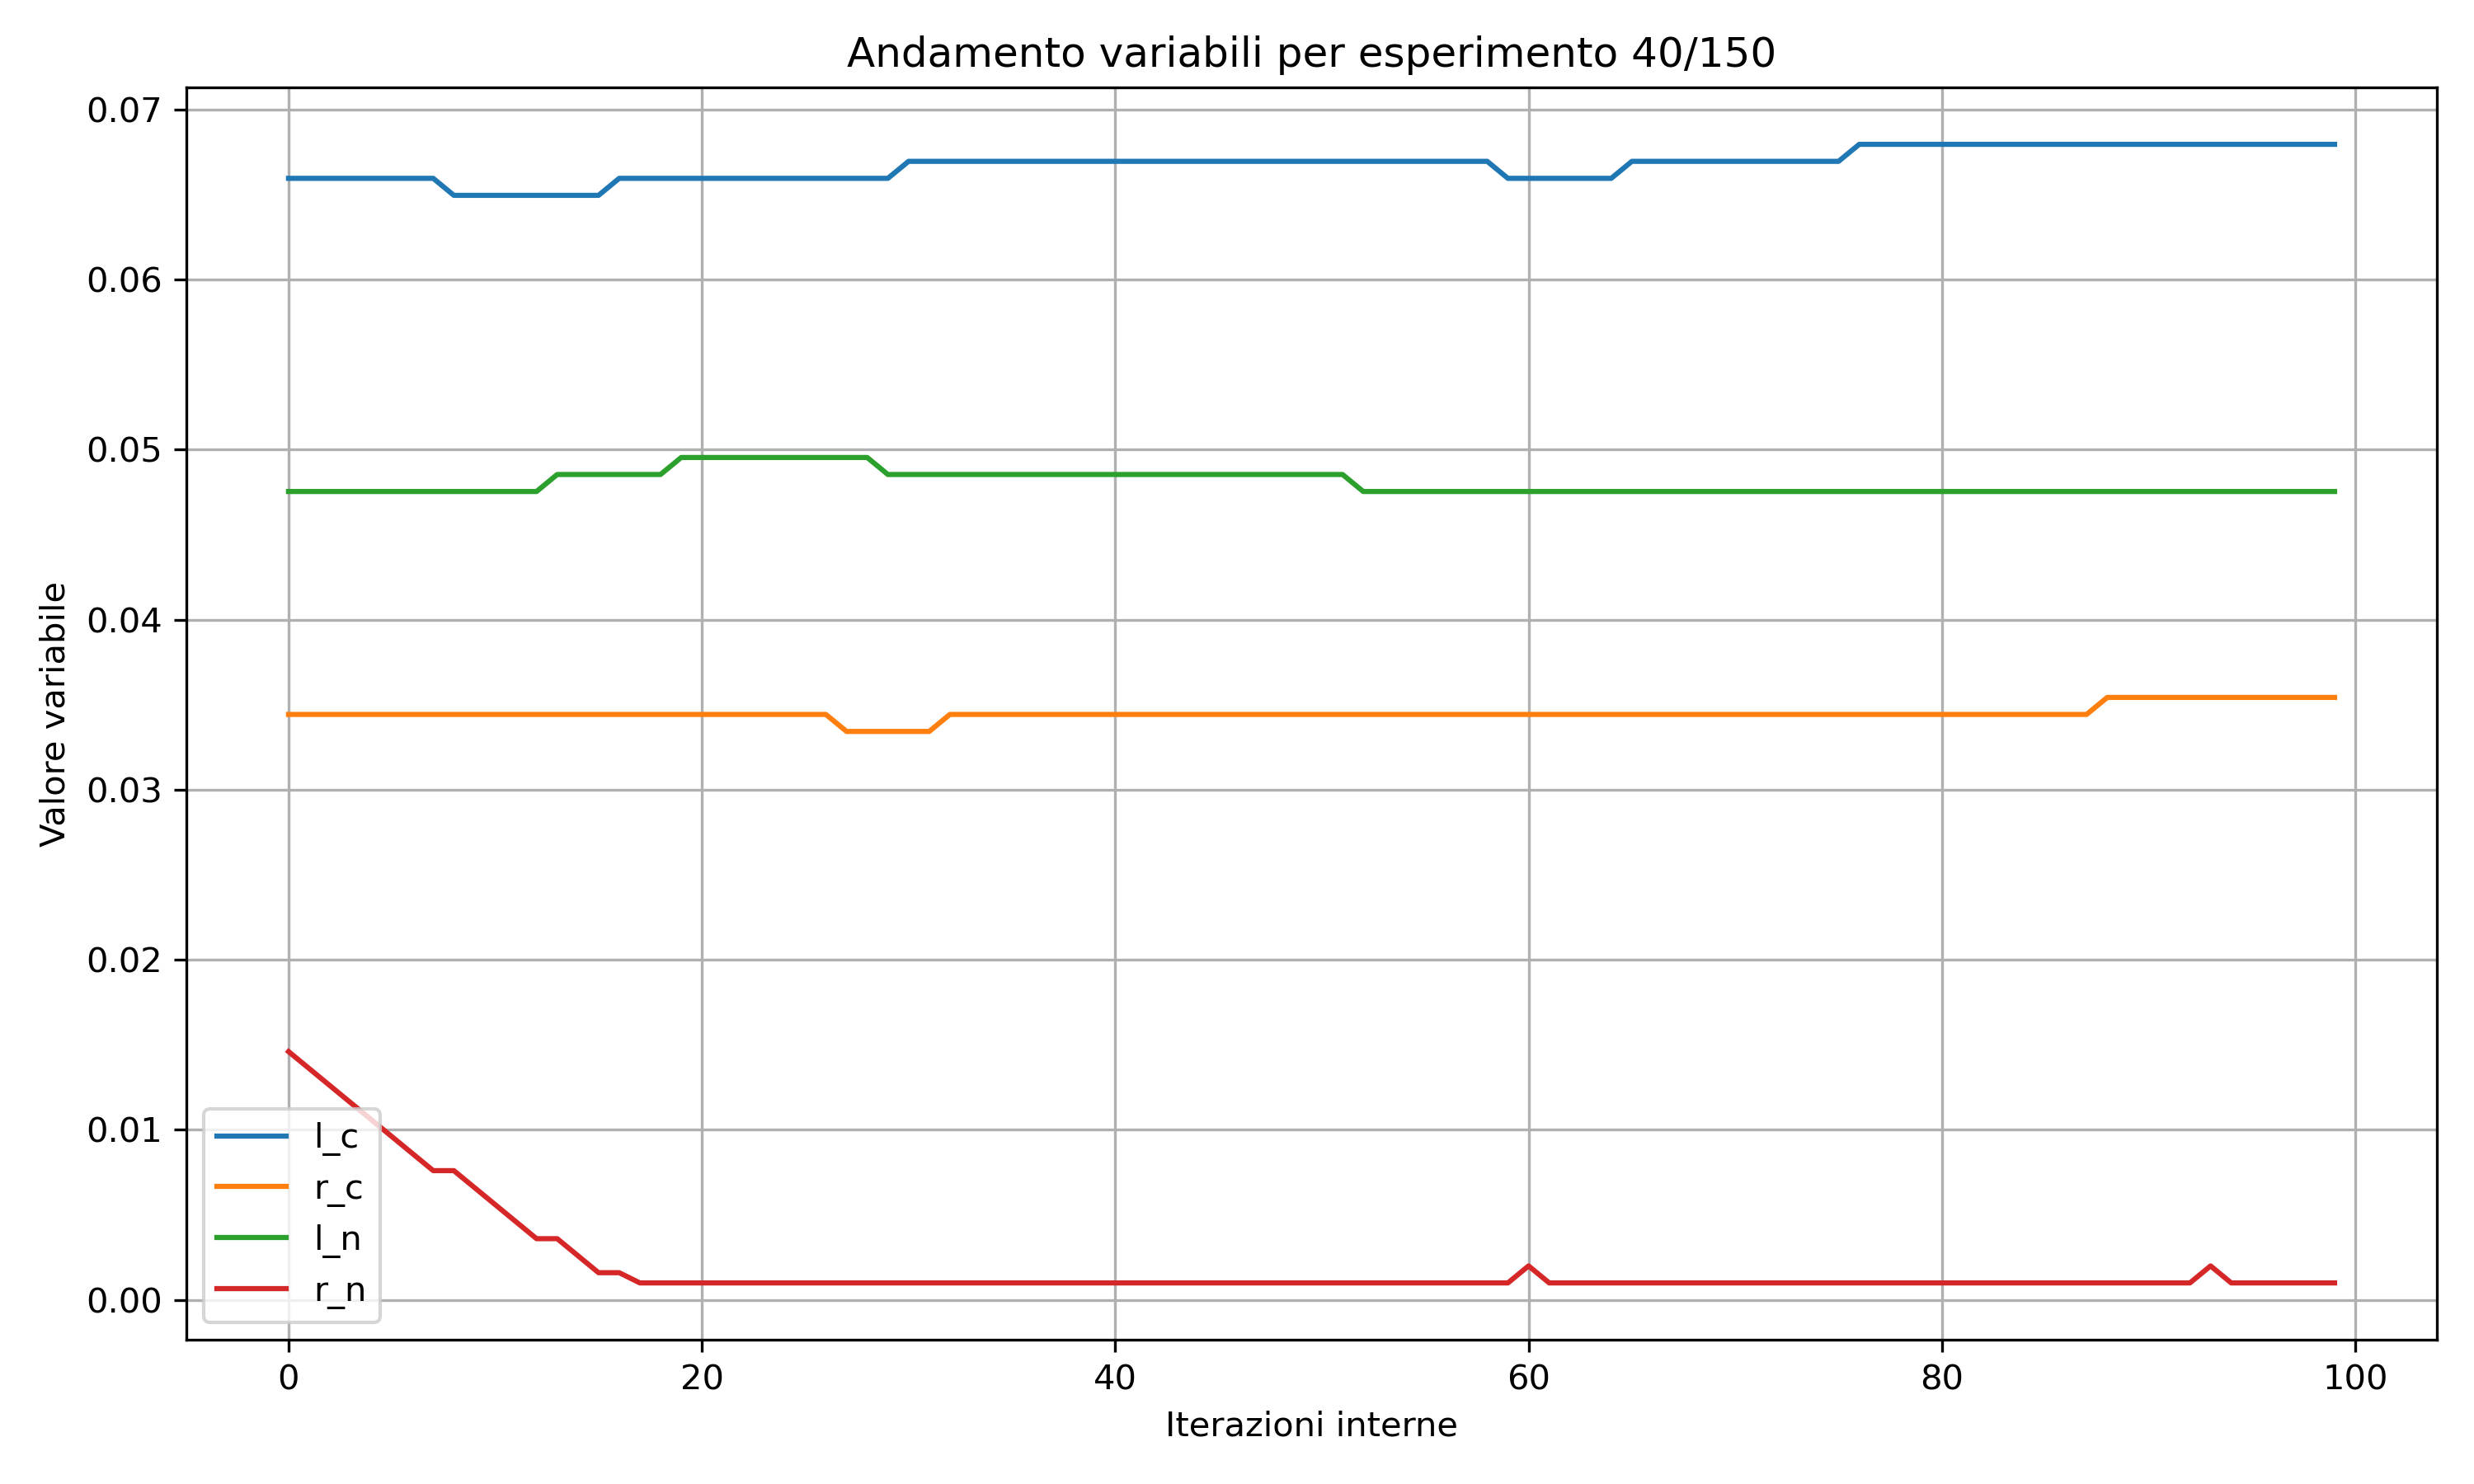 Andamento variabili per esperimento 40/150
0.07
0.06
0.05
0.04
0.03
0.02
0.01
0.00
Valore variabile
l_c
r_c
l_n
r_n
0 20 40 60 80 100
Iterazioni interne